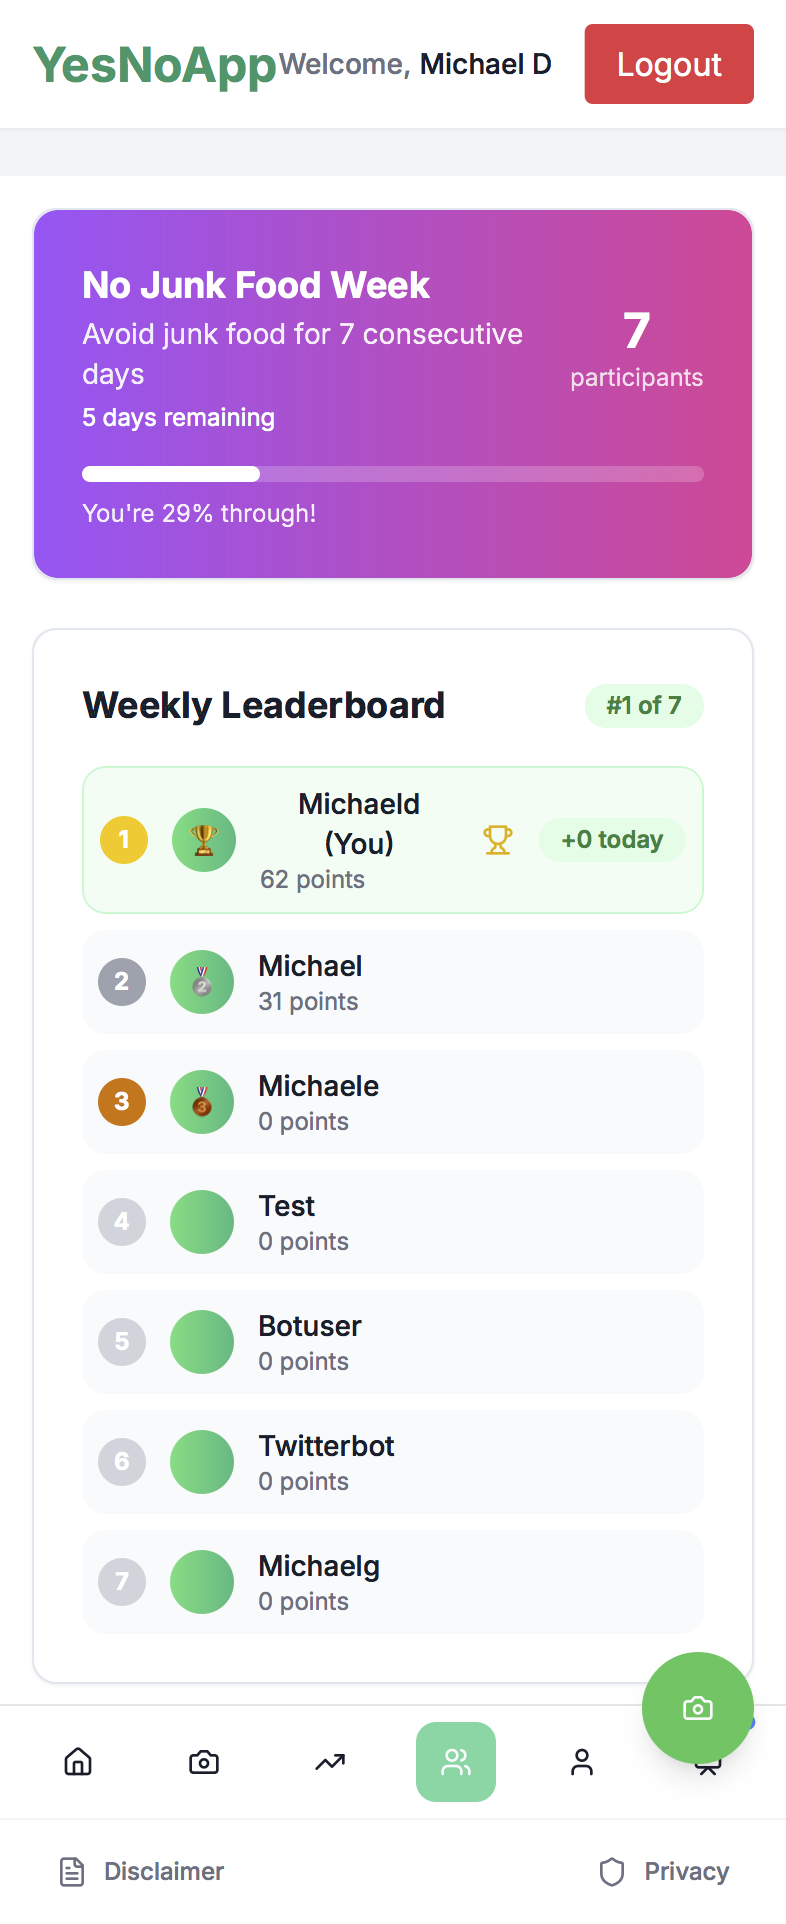 YesNoApp
Welcome, Michael D
Logout
No Junk Food Week
Avoid junk food for 7 consecutive
days
5 days remaining
7
participants
You're 29% through!
Weekly Leaderboard
#1 of 7
1
Michaeld
(You)
62 points
+0 today
2
2
Michael
31 points
3
3
Michaele
0 points
4
Test
0 points
5
Botuser
0 points
6
Twitterbot
0 points
7
Michaelg
0 points
Disclaimer
Privacy